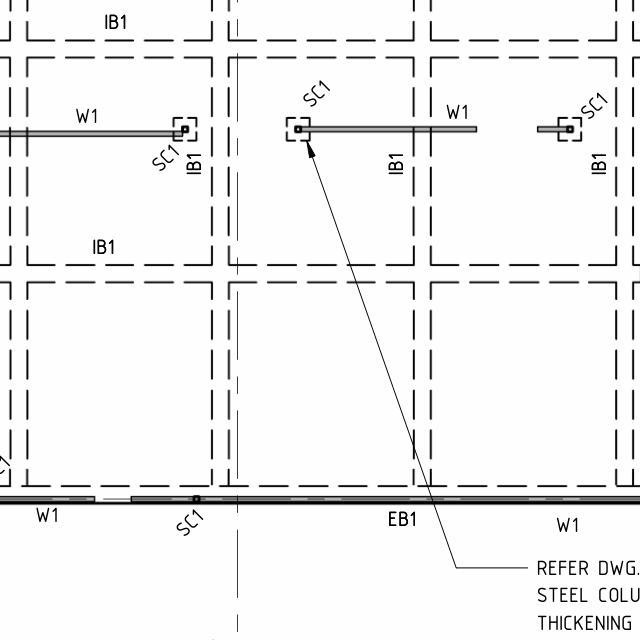 IB1
SC1
W1
W1
SC1
SC1
IB1
IB1
IB1
IB1
W1
SC1
EB1
W1
REFER DWG.
STEEL COLU
THICKENING